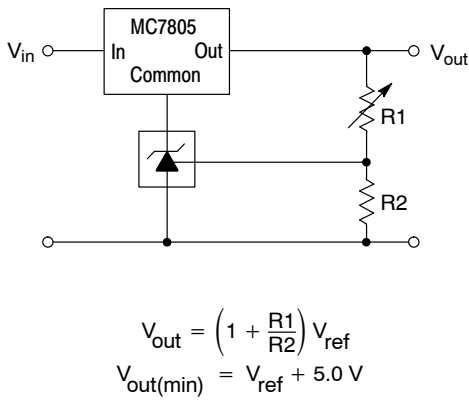 MC7805
V_in In Out V_out
Common
R1
R2
V_out = (1 + R1/R2) V_ref
V_out(min) = V_ref + 5.0 V